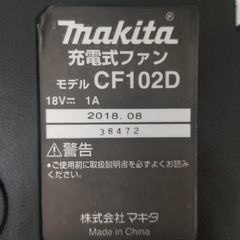 makita®
充電式ファン
モデル CF102D
18V⎓ 1A
2018.08
38472
⚠警告
●ご使用前に取扱説明書を必ずよくお読み
ください。
株式会社マキタ
Made in China